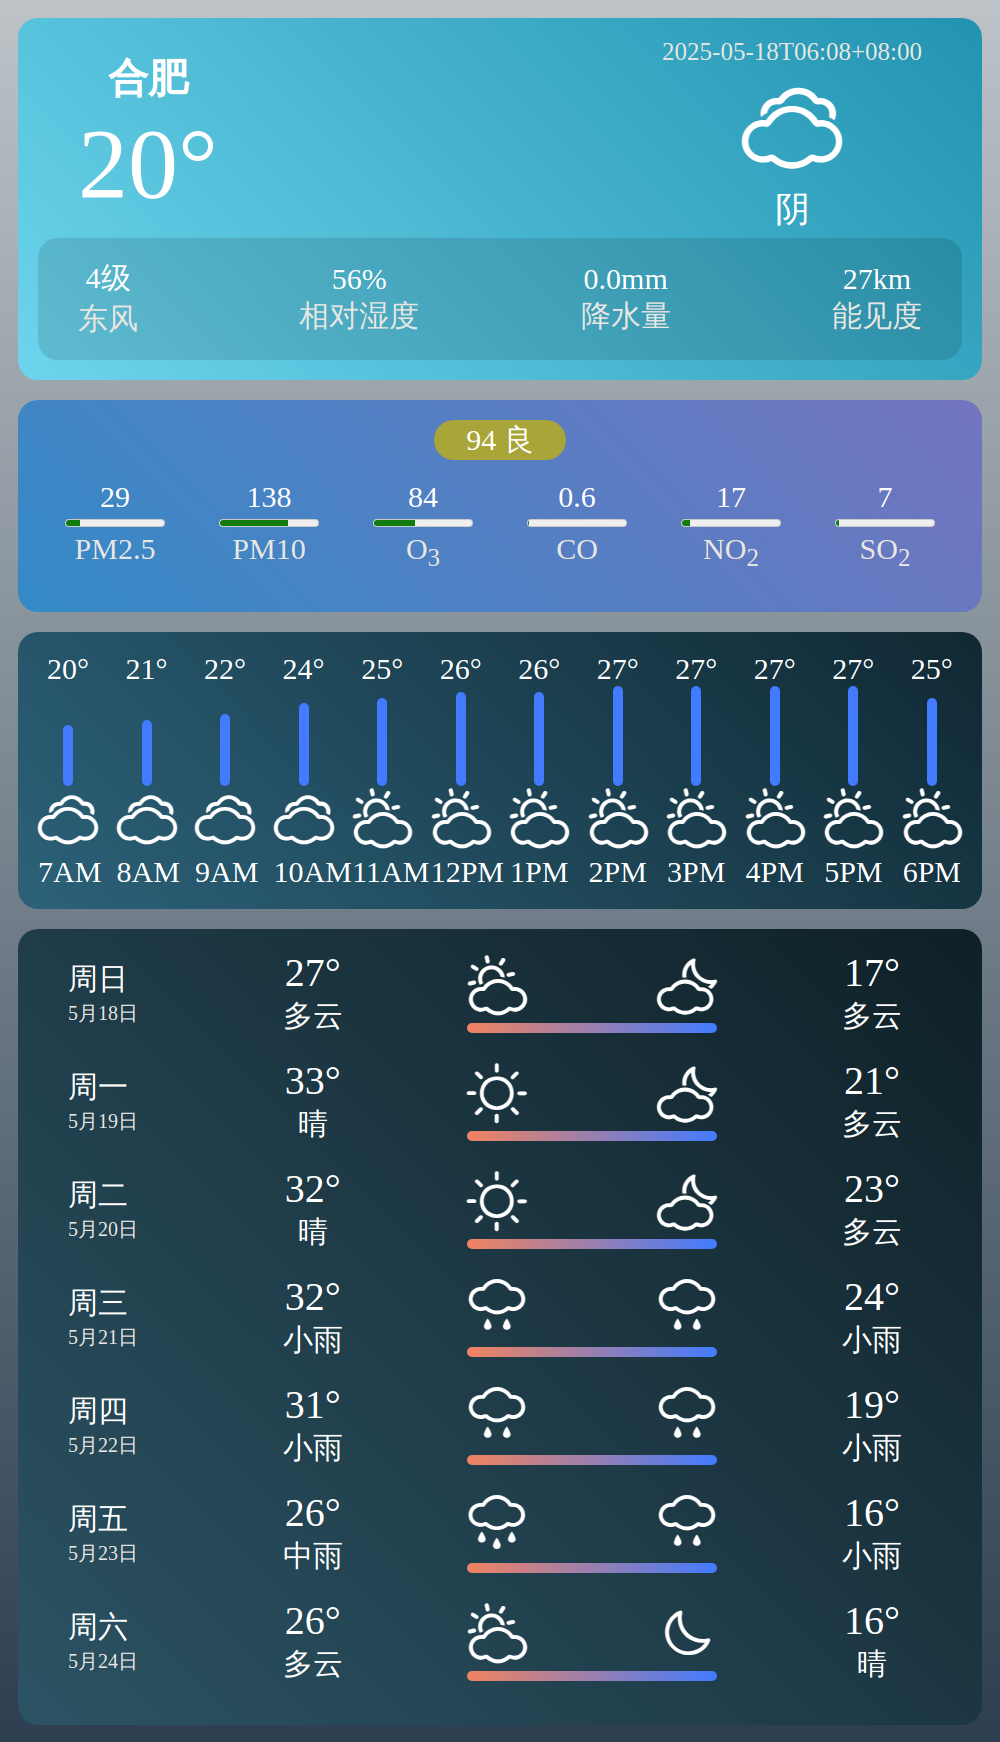 合肥
2025-05-18T06:08+08:00
20°
阴
4级 56% 0.0mm 27km
东风 相对湿度 降水量 能见度
94 良
29 138 84 0.6 17 7
PM2.5 PM10 O3 CO NO2 SO2
20° 21° 22° 24° 25° 26° 26° 27° 27° 27° 27° 25°
7AM 8AM 9AM 10AM 11AM 12PM 1PM 2PM 3PM 4PM 5PM 6PM
周日 27° 17°
5月18日 多云 多云
周一 33° 21°
5月19日 晴 多云
周二 32° 23°
5月20日 晴 多云
周三 32° 24°
5月21日 小雨 小雨
周四 31° 19°
5月22日 小雨 小雨
周五 26° 16°
5月23日 中雨 小雨
周六 26° 16°
5月24日 多云 晴